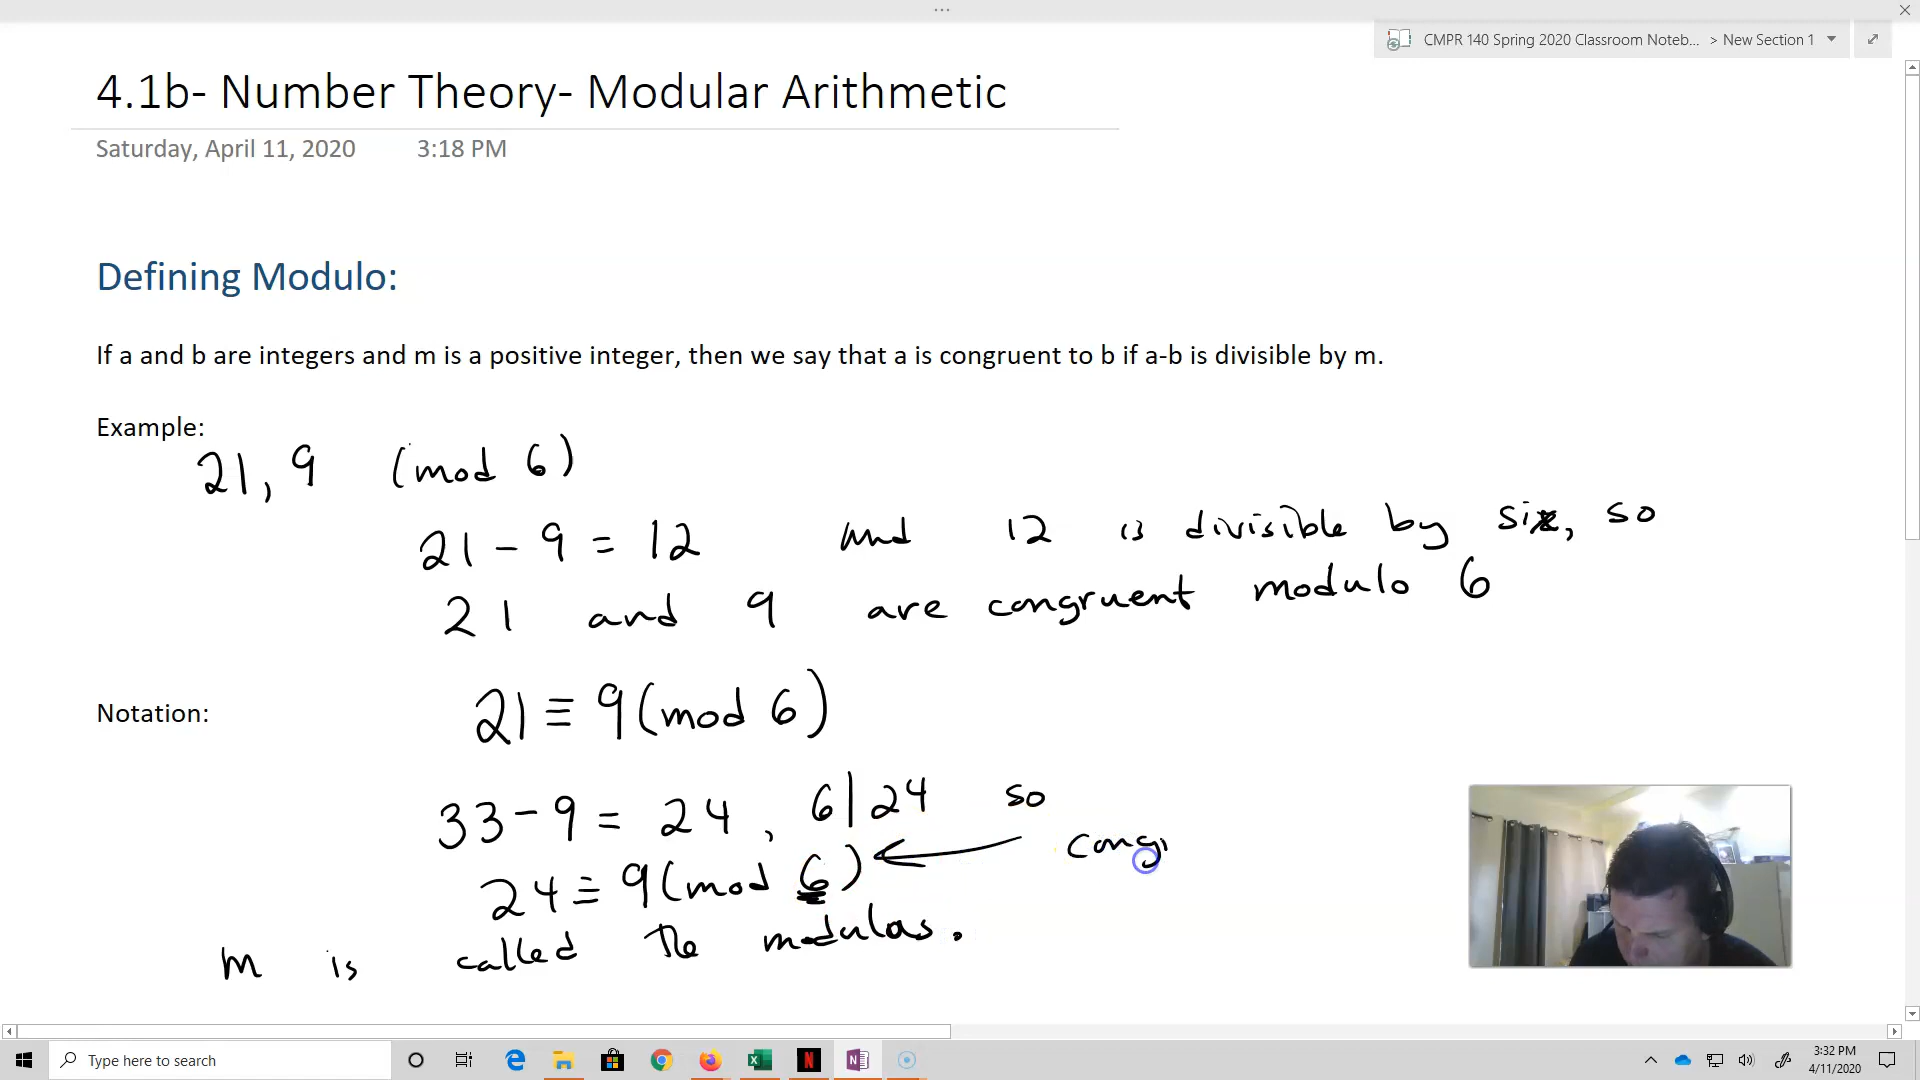 CMPR 140 Spring 2020 Classroom Noteb... > New Section 1
4.1b- Number Theory- Modular Arithmetic
Saturday, April 11, 2020 3:18 PM
Defining Modulo:
If a and b are integers and m is a positive integer, then we say that a is congruent to b if a-b is divisible by m.
Example:
21, 9 (mod 6)
21 - 9 = 12 and 12 is divisible by six, so
21 and 9 are congruent modulo 6
Notation: 21 ≡ 9 (mod 6)
33 - 9 = 24, 6|24 so
24 ≡ 9 (mod 6) ← congr
m is called the modulus.
Type here to search
3:32 PM
4/11/2020